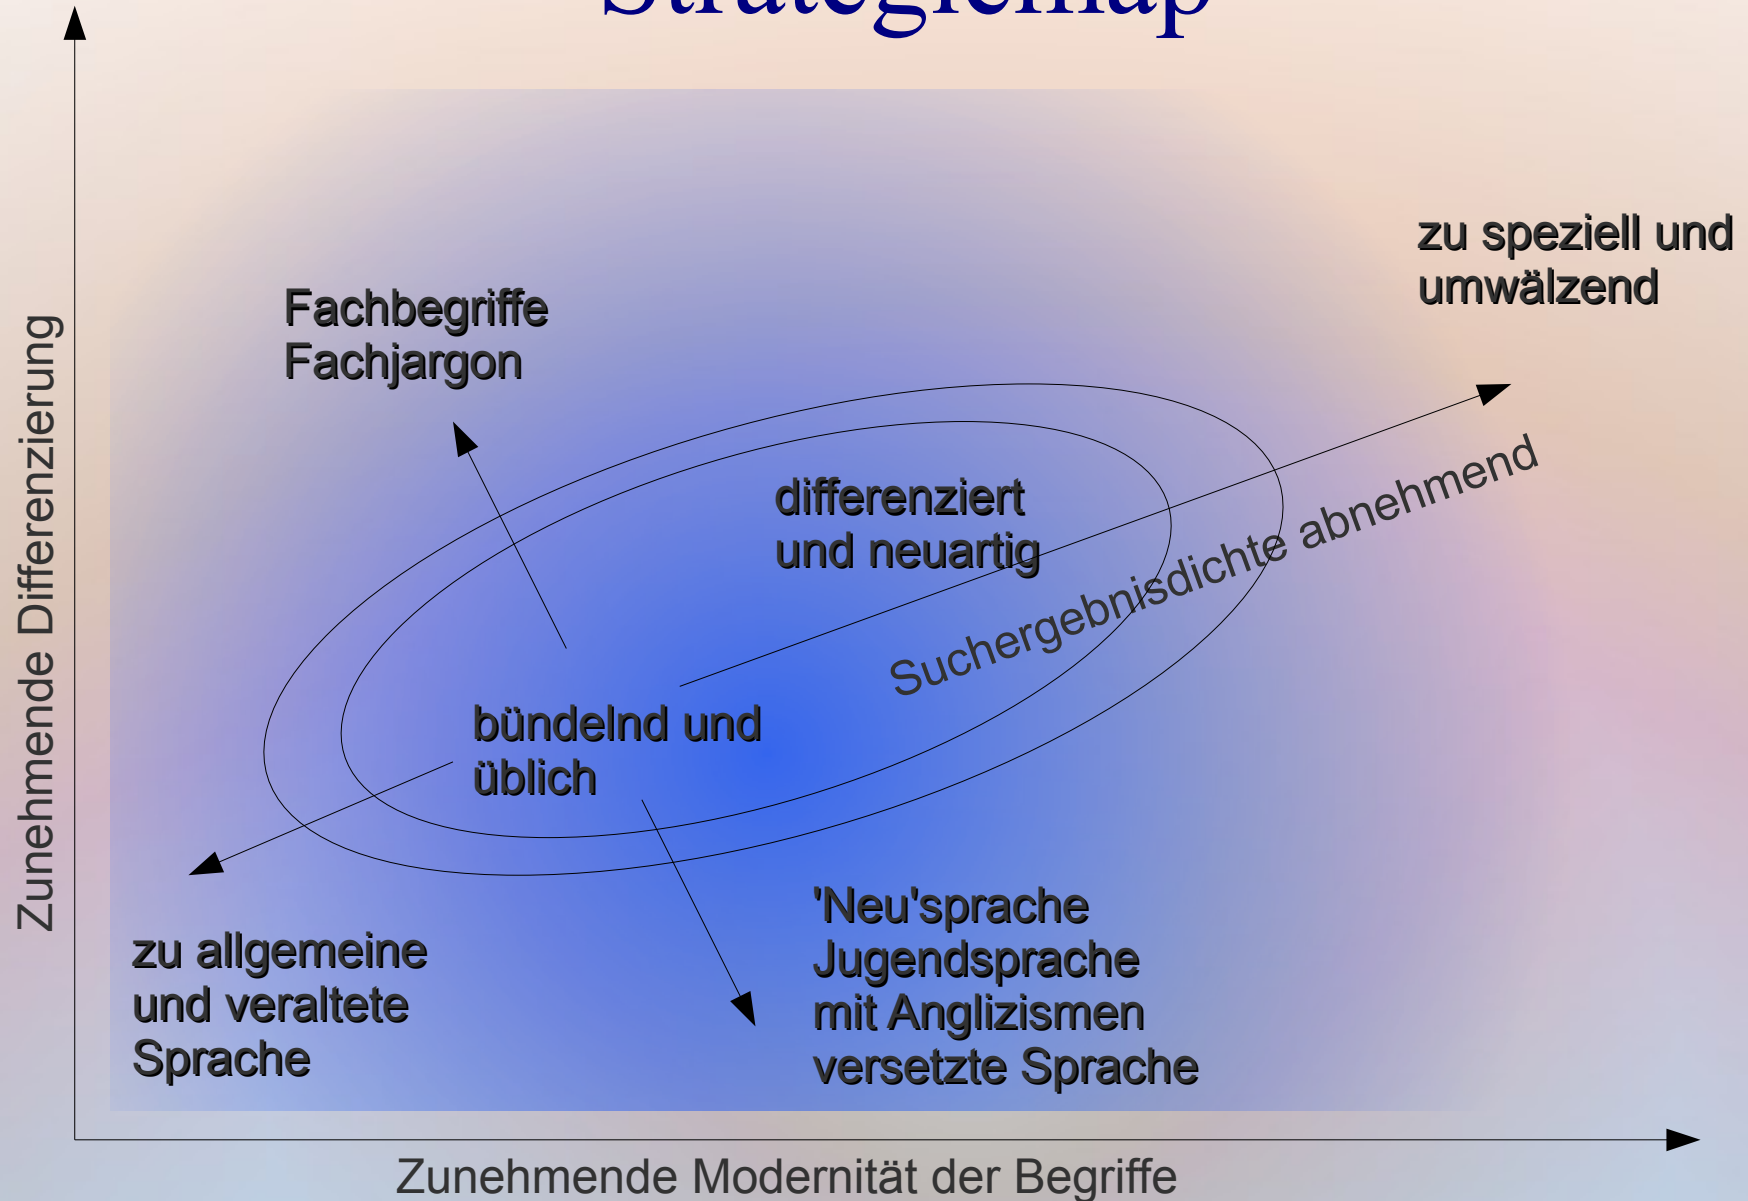 Strategiemap
zu speziell und
umwälzend
Fachbegriffe
Fachjargon
differenziert
und neuartig
Suchergebnisdichte abnehmend
bündelnd und
üblich
zu allgemeine
und veraltete
Sprache
'Neu'sprache
Jugendsprache
mit Anglizismen
versetzte Sprache
Zunehmende Differenzierung
Zunehmende Modernität der Begriffe